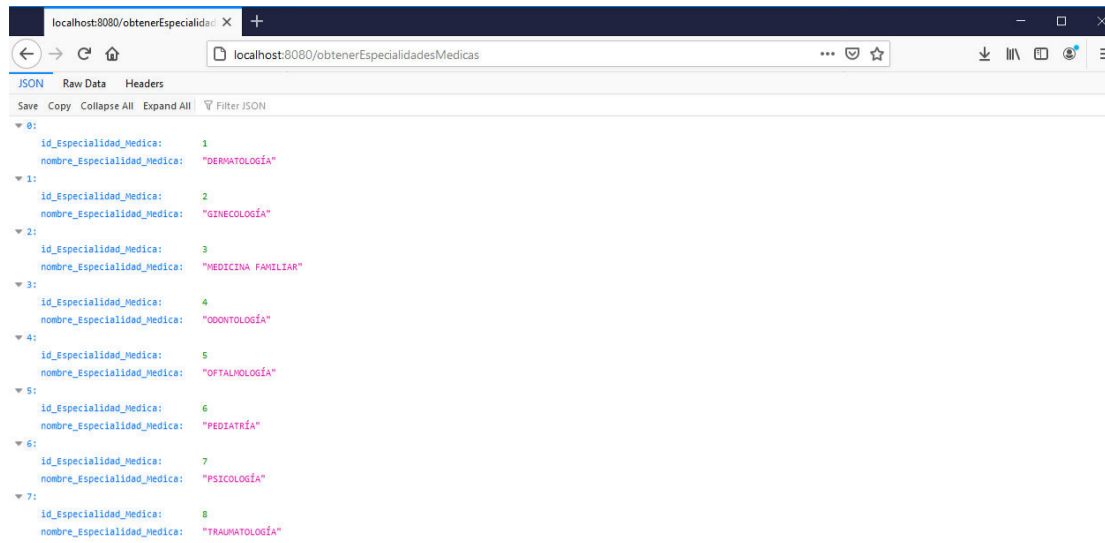 localhost:8080/obtenerEspecialidad
localhost:8080/obtenerEspecialidadesMedicas
JSON Raw Data Headers
Save Copy Collapse All Expand All Filter JSON
0:
id_Especialidad_Medica: 1
nombre_Especialidad_Medica: "DERMATOLOGÍA"
1:
id_Especialidad_Medica: 2
nombre_Especialidad_Medica: "GINECOLOGÍA"
2:
id_Especialidad_Medica: 3
nombre_Especialidad_Medica: "MEDICINA FAMILIAR"
3:
id_Especialidad_Medica: 4
nombre_Especialidad_Medica: "ODONTOLOGÍA"
4:
id_Especialidad_Medica: 5
nombre_Especialidad_Medica: "OFTALMOLOGÍA"
5:
id_Especialidad_Medica: 6
nombre_Especialidad_Medica: "PEDIATRÍA"
6:
id_Especialidad_Medica: 7
nombre_Especialidad_Medica: "PSICOLOGÍA"
7:
id_Especialidad_Medica: 8
nombre_Especialidad_Medica: "TRAUMATOLOGÍA"